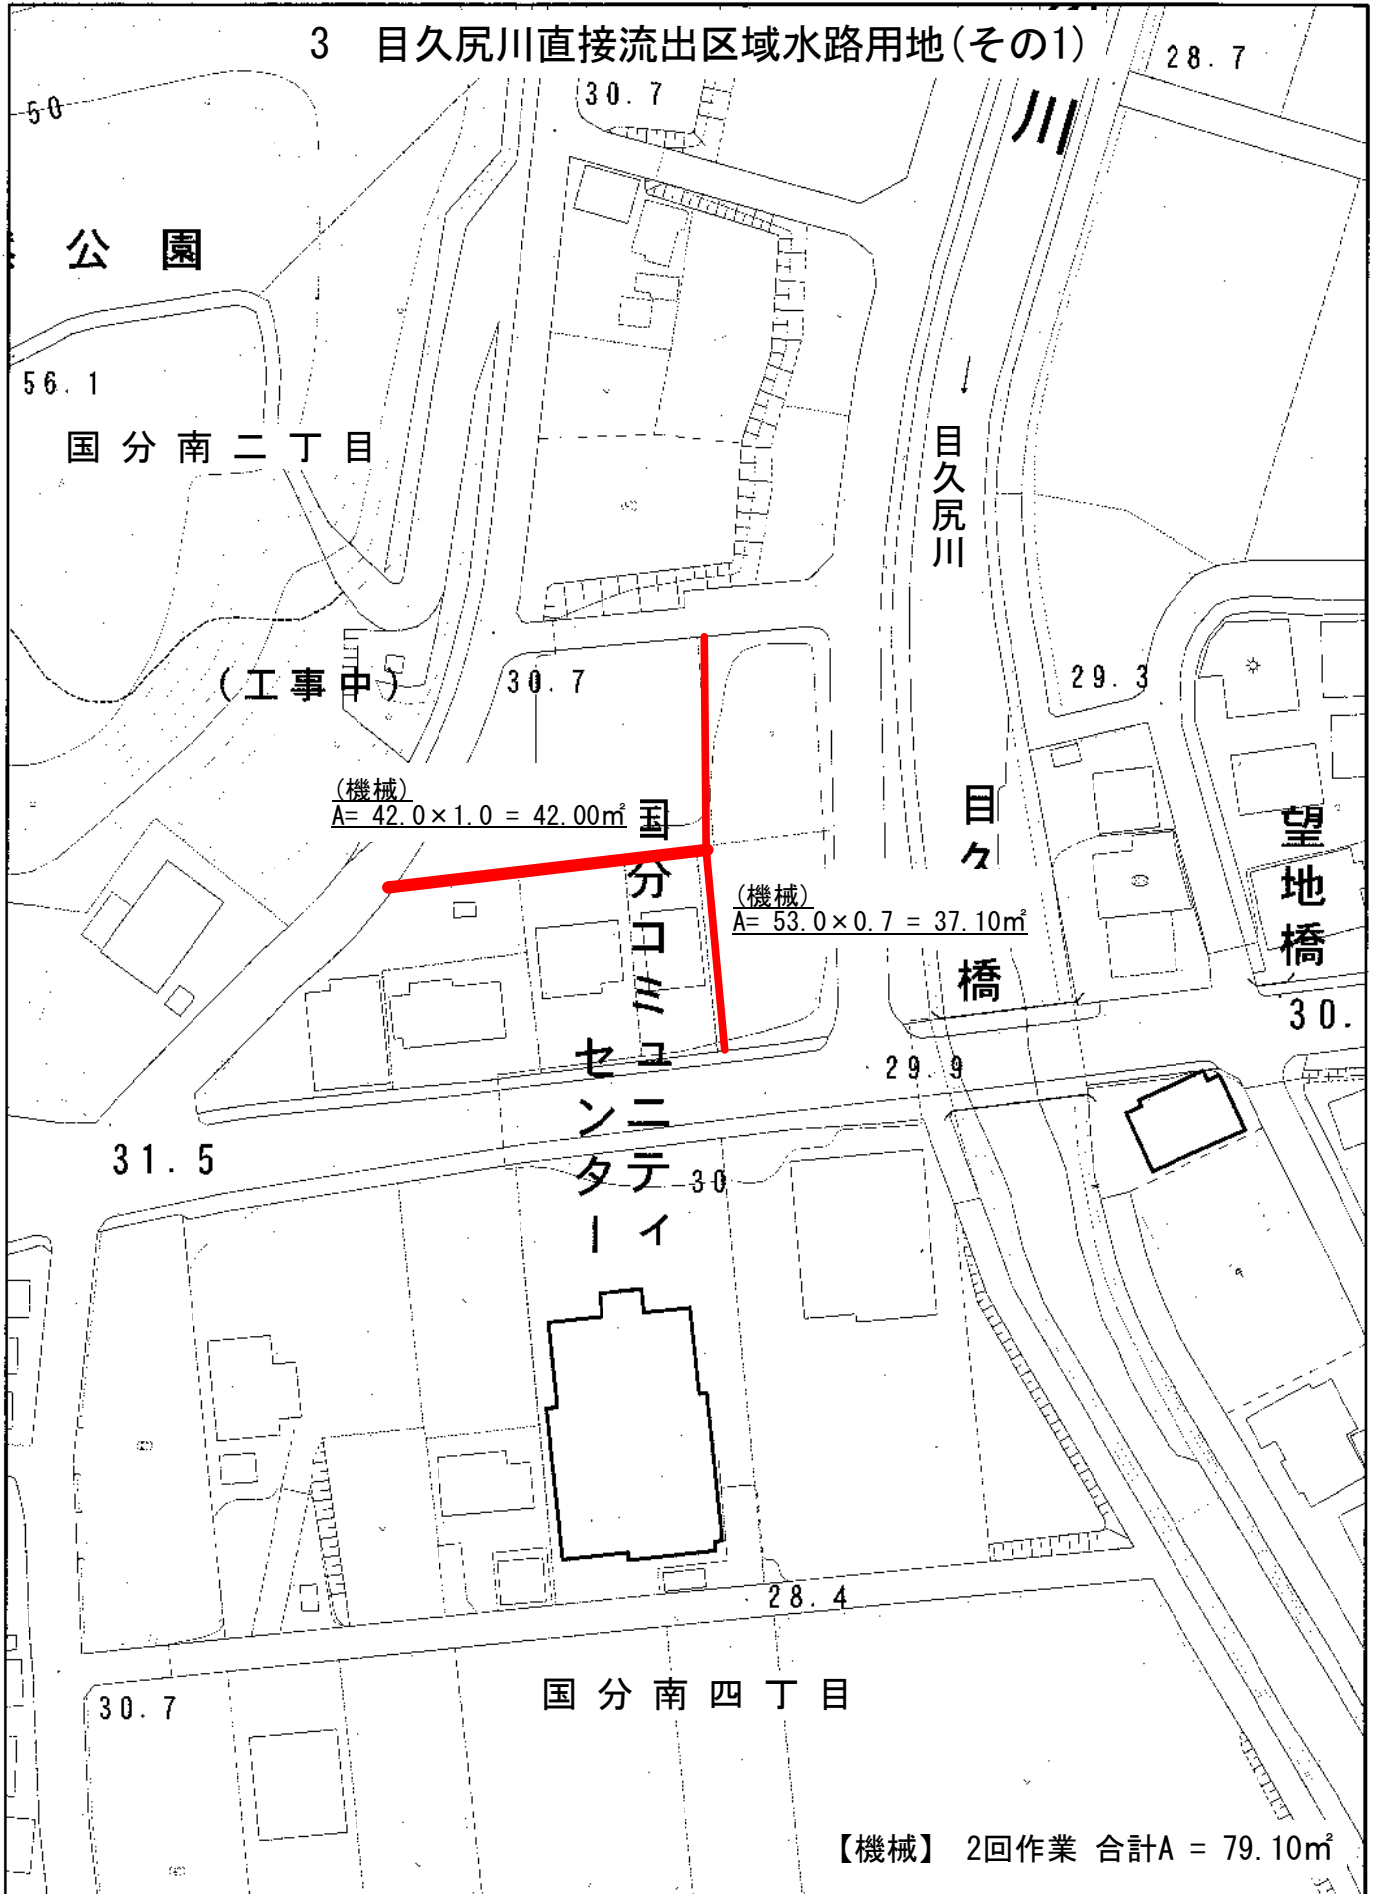 3 目久尻川直接流出区域水路用地(その1)
28.7
30.7
50
川
公園
56.1
国分南二丁目
目久尻川
(工事中)
30.7
29.3
(機械)
A= 42.0×1.0 = 42.00㎡
国分コミュニティ
センター
目久
橋
望地橋
(機械)
A= 53.0×0.7 = 37.10㎡
30.
29.9
31.5
30
28.4
30.7
国分南四丁目
【機械】 2回作業 合計A = 79.10㎡